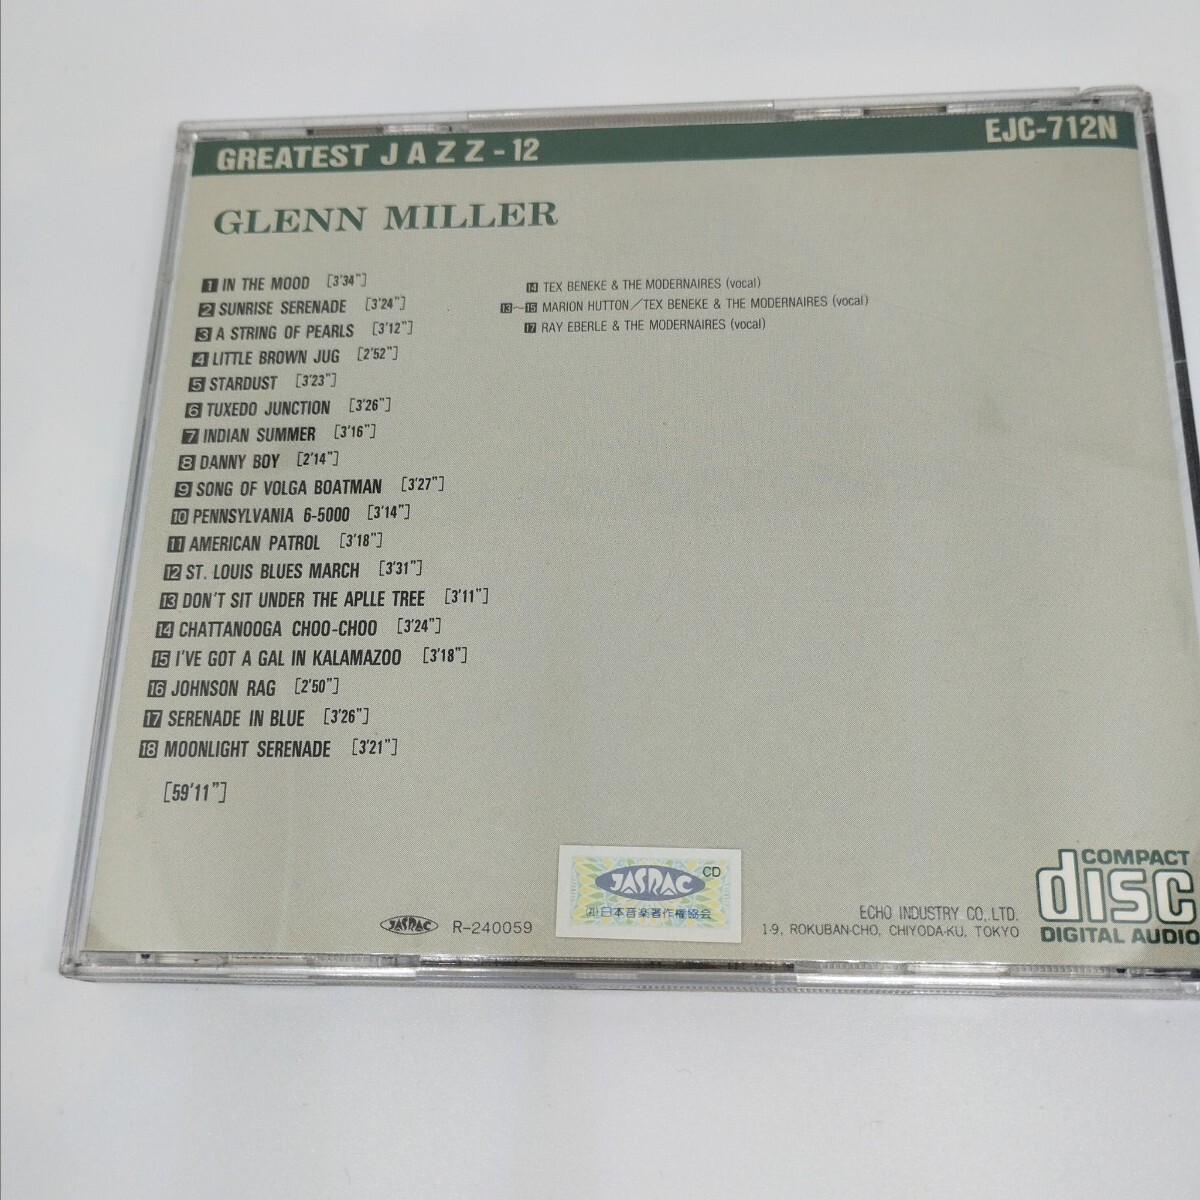 GREATEST JAZZ-12
EJC-712N
GLENN MILLER
1 IN THE MOOD [3'34"]
2 SUNRISE SERENADE [3'24"]
3 A STRING OF PEARLS [3'12"]
4 LITTLE BROWN JUG [2'52"]
5 STARDUST [3'23"]
6 TUXEDO JUNCTION [3'26"]
7 INDIAN SUMMER [3'16"]
8 DANNY BOY [2'14"]
9 SONG OF VOLGA BOATMAN [3'27"]
10 PENNSYLVANIA 6-5000 [3'14"]
11 AMERICAN PATROL [3'18"]
12 ST. LOUIS BLUES MARCH [3'31"]
13 DON'T SIT UNDER THE APLLE TREE [3'11"]
14 CHATTANOOGA CHOO-CHOO [3'24"]
15 I'VE GOT A GAL IN KALAMAZOO [3'18"]
16 JOHNSON RAG [2'50"]
17 SERENADE IN BLUE [3'26"]
18 MOONLIGHT SERENADE [3'21"]
[59'11"]
14 TEX BENEKE & THE MODERNAIRES (vocal)
13~15 MARION HUTTON/TEX BENEKE & THE MODERNAIRES (vocal)
17 RAY EBERLE & THE MODERNAIRES (vocal)
JASRAC R-240059
JASRAC CD
(社)日本音楽著作権協会
ECHO INDUSTRY CO., LTD.
1-9, ROKUBAN-CHO, CHIYODA-KU, TOKYO
COMPACT
disc
DIGITAL AUDIO